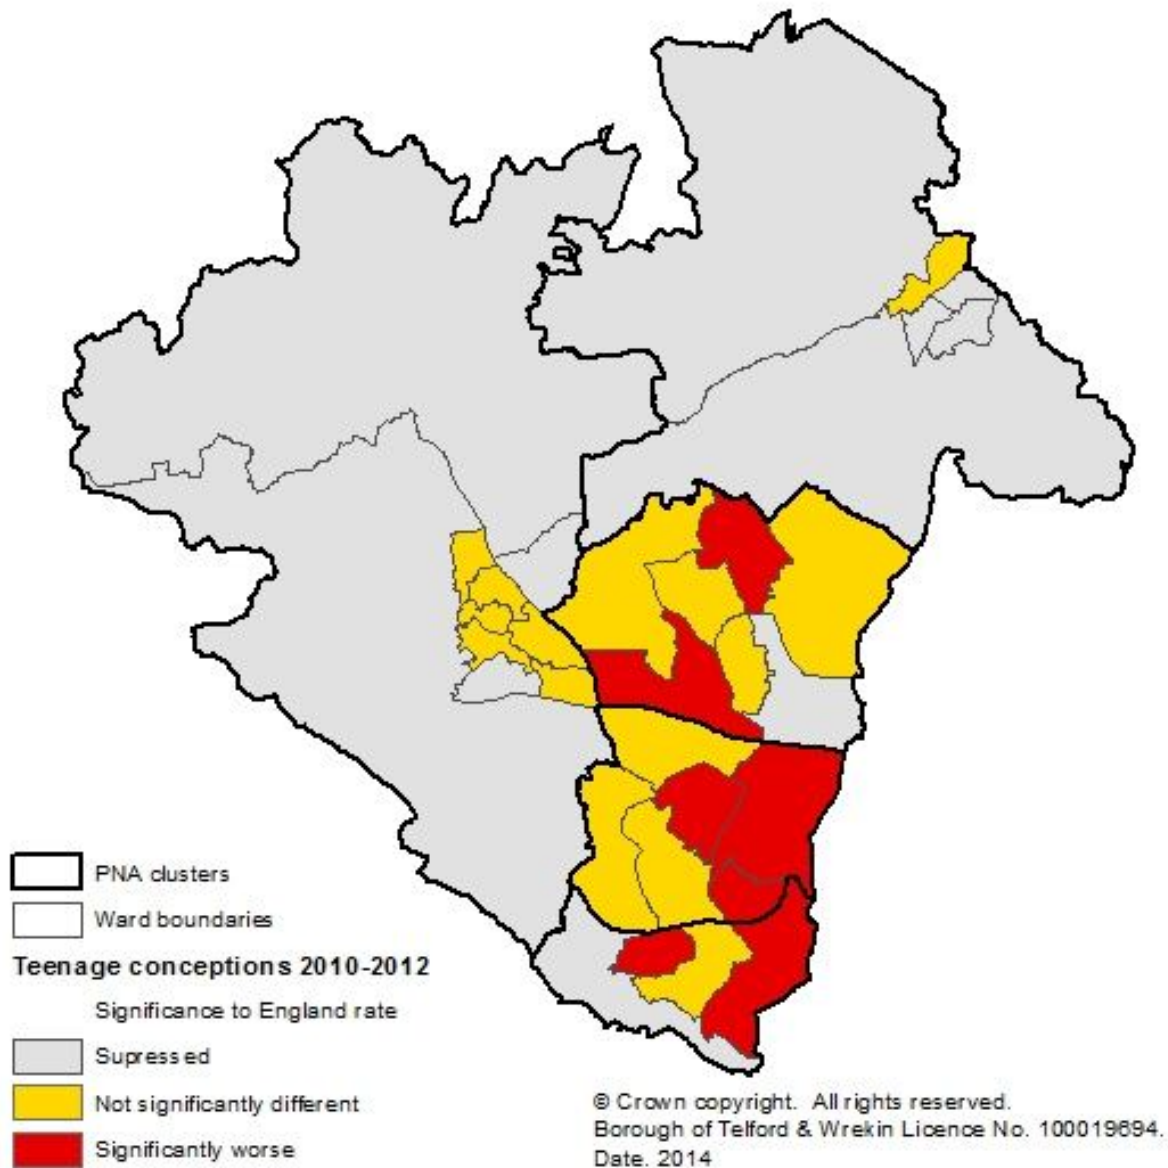 PNA clusters
Ward boundaries
Teenage conceptions 2010-2012
Significance to England rate
Supressed
Not significantly different
Significantly worse
© Crown copyright. All rights reserved.
Borough of Telford & Wrekin Licence No. 100019694.
Date. 2014